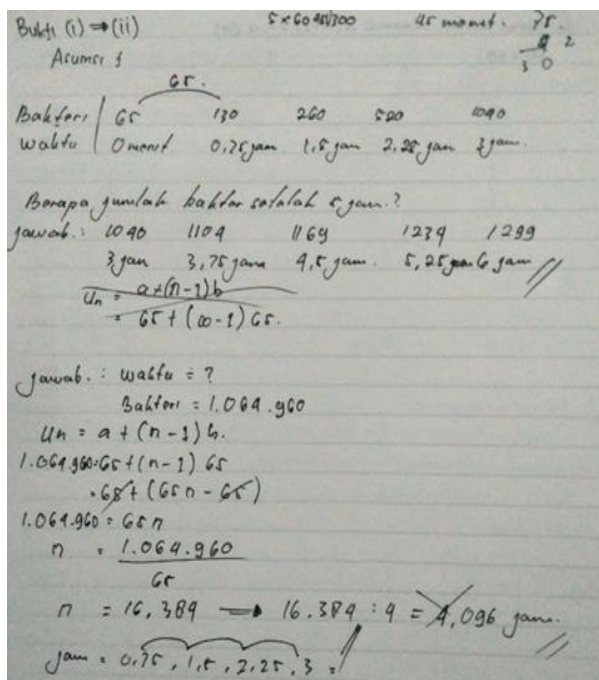 Bukti (i) ⇒ (ii) 5 × 60 45/300 45 menit. 75.
Asumsi
65.
Bakteri | 65 130 260 520 1040
Waktu | 0 menit 0,75 jam 1,5 jam 2,25 jam 3 jam.
Berapa jumlah bakteri setelah 5 jam.?
jawab.: 1040 1104 1169 1234 1299
3 jam 3,75 jam 4,5 jam. 5,25 jam 6 jam
Un = a+(n-1)b
= 65 + (∞-1) 65.
jawab.: waktu = ?
Bakteri = 1.064.960
Un = a + (n-1) b.
1.064.960 = 65 + (n-1) 65
= 65 + (65n - 65)
1.064.960 = 65 n
n = 1.064.960
65
n = 16,384 → 16.384 : 4 = 4,096 jam.
jam = 0,75, 1,5, 2,25, 3 =